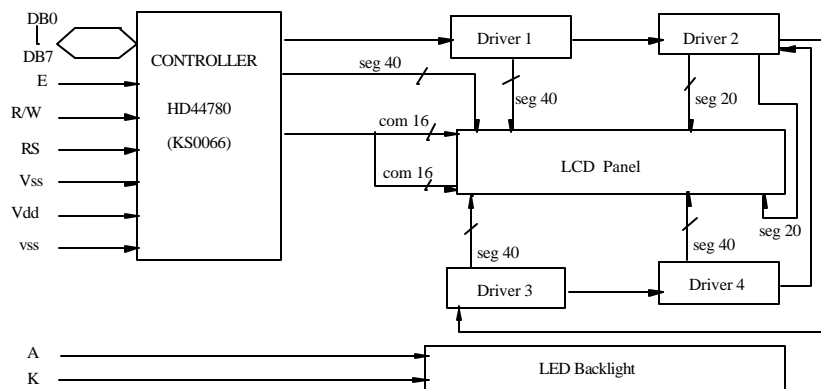 DB0
DB7
E
R/W
RS
Vss
Vdd
vss
CONTROLLER
HD44780
(KS0066)
Driver 1
Driver 2
seg 40
seg 40
seg 20
com 16
com 16
LCD Panel
seg 20
seg 40
seg 40
Driver 3
Driver 4
A
K
LED Backlight